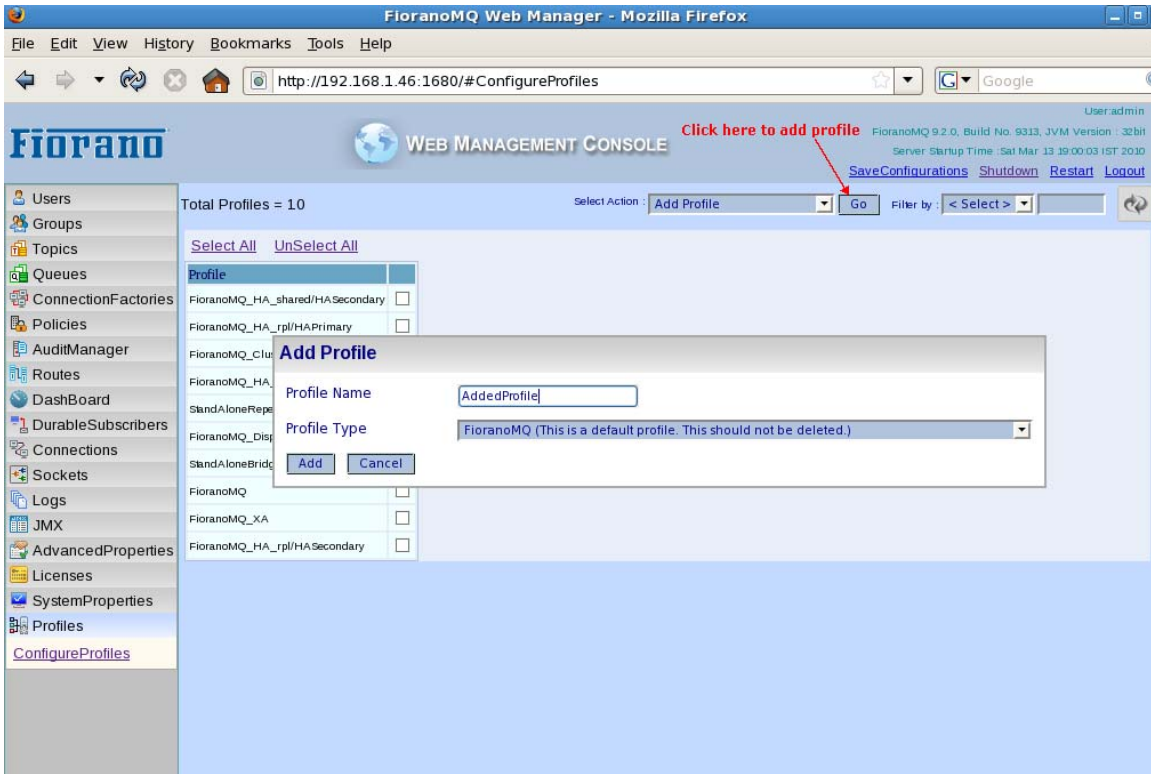 FioranoMQ Web Manager - Mozilla Firefox
File Edit View History Bookmarks Tools Help
http://192.168.1.46:1680/#ConfigureProfiles
G Google
Fiorano
WEB MANAGEMENT CONSOLE
Click here to add profile
User:admin
FioranoMQ 9.2.0, Build No. 9313, JVM Version : 32bit
Server Startup Time :Sat Mar 13 19:00:03 IST 2010
SaveConfigurations Shutdown Restart Logout
Total Profiles = 10
Select Action : Add Profile Go Filter by : < Select >
Users
Groups
Topics
Queues
ConnectionFactories
Policies
AuditManager
Routes
DashBoard
DurableSubscribers
Connections
Sockets
Logs
JMX
AdvancedProperties
Licenses
SystemProperties
Profiles
ConfigureProfiles
Select All UnSelect All
Profile
FioranoMQ_HA_shared/HASecondary
FioranoMQ_HA_rpl/HAPrimary
FioranoMQ_Clu
FioranoMQ_HA_
StandAloneRepe
FioranoMQ_Disp
StandAloneBridg
FioranoMQ
FioranoMQ_XA
FioranoMQ_HA_rpl/HASecondary
Add Profile
Profile Name AddedProfile
Profile Type FioranoMQ (This is a default profile. This should not be deleted.)
Add Cancel